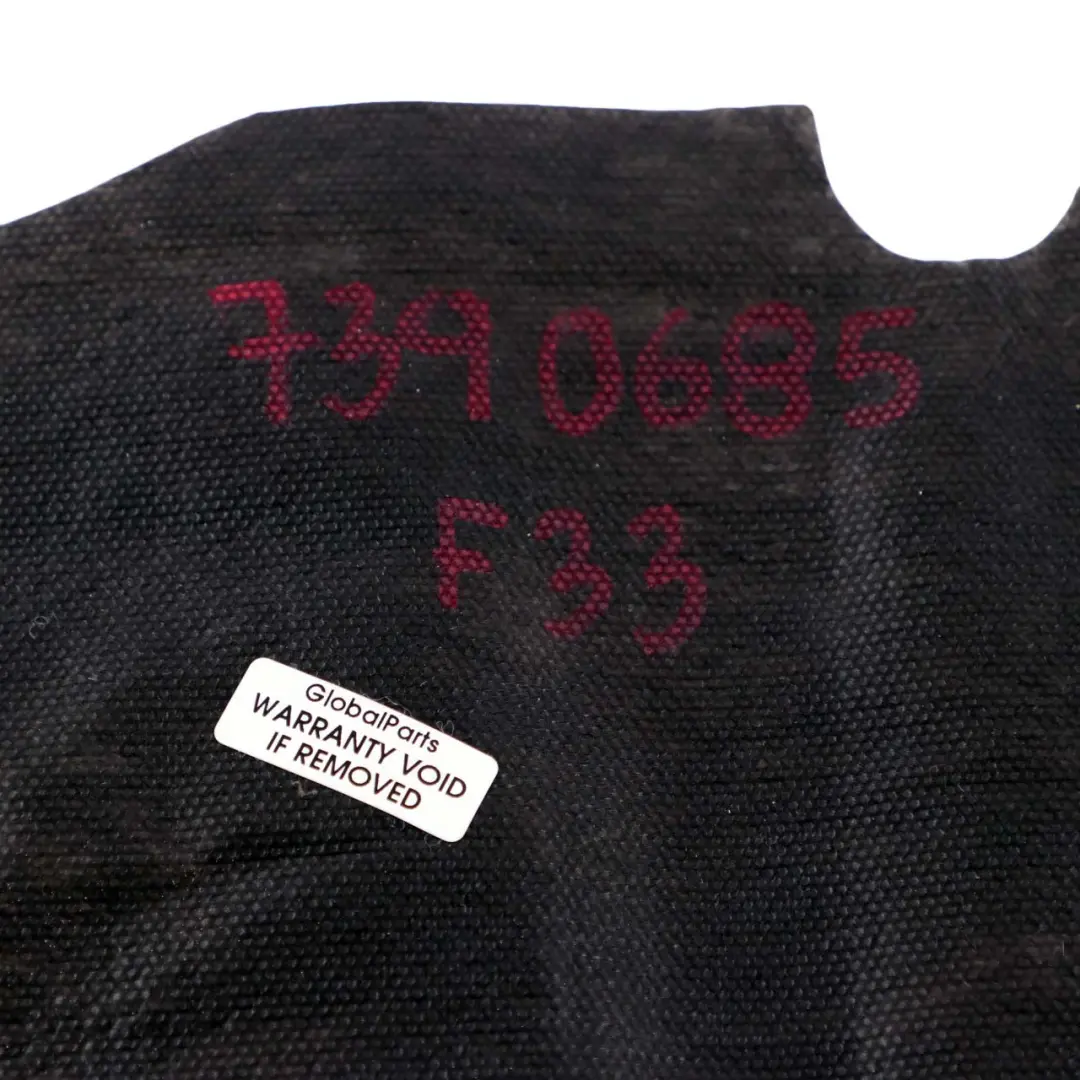 7390685
F33
GlobalParts
WARRANTY VOID
IF REMOVED